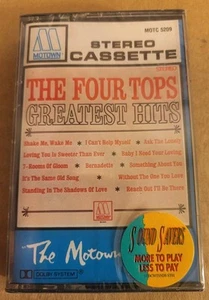 MOTC 5209
M
MOTOWN
STEREO
CASSETTE
THE FOUR TOPS
GREATEST HITS
Shake Me, Wake Me • I Can't Help Myself • Ask The Lonely
Loving You is Sweeter Than Ever • Baby I Need Your Loving
7-Rooms Of Gloom • Bernadette • Something About You
It's The Same Old Song • Without The One You Love
Standing In The Shadows Of Love • Reach Out I'll Be There
MOTOWN
The Motown
DOLBY SYSTEM
SOUND SAVERS
MORE TO PLAY
LESS TO PAY